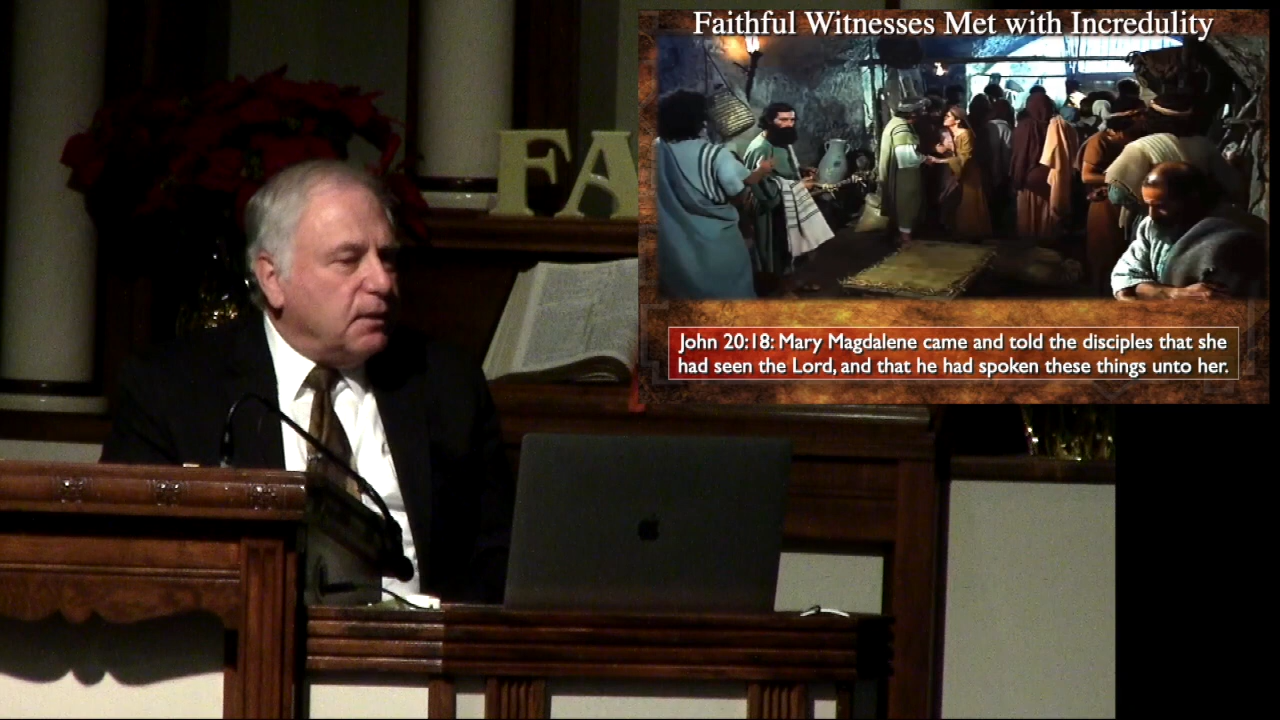 Faithful Witnesses Met with Incredulity
FA
John 20:18: Mary Magdalene came and told the disciples that she
had seen the Lord, and that he had spoken these things unto her.